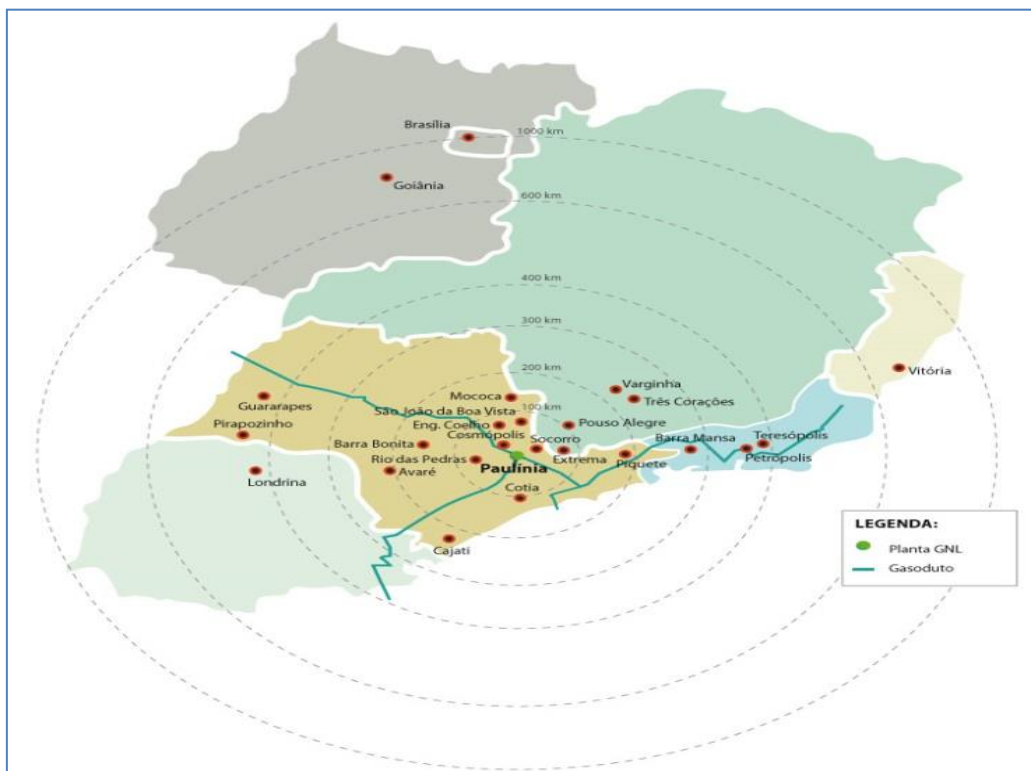 Brasília
1000 km
Goiânia
600 km
400 km
300 km
200 km
Vitória
Varginha
Mococa
Três Corações
Guararapes
100 km
São João da Boa Vista
Eng. Coelho
Pouso Alegre
Pirapozinho
Cosmópolis
Barra Mansa
Teresópolis
Barra Bonita
Socorro
Extrema
Piquete
Petrópolis
Rio das Pedras
Paulínia
Avaré
Londrina
Cotia
Cajati
LEGENDA:
Planta GNL
Gasoduto